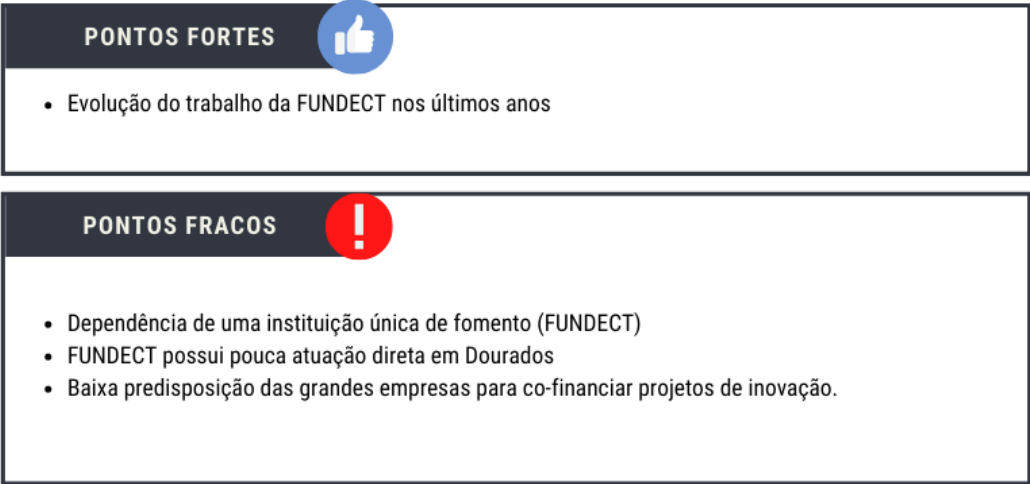 PONTOS FORTES
• Evolução do trabalho da FUNDECT nos últimos anos
PONTOS FRACOS
• Dependência de uma instituição única de fomento (FUNDECT)
• FUNDECT possui pouca atuação direta em Dourados
• Baixa predisposição das grandes empresas para co-financiar projetos de inovação.